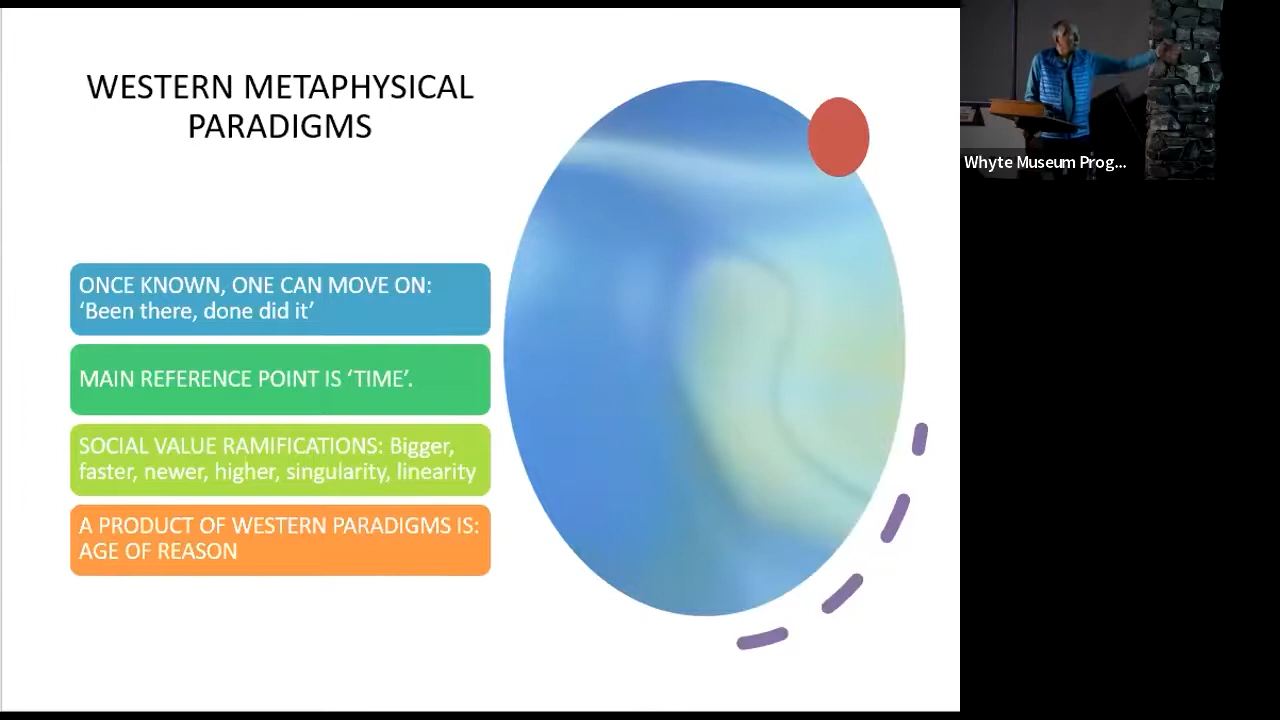 WESTERN METAPHYSICAL
PARADIGMS
ONCE KNOWN, ONE CAN MOVE ON:
‘Been there, done did it’
MAIN REFERENCE POINT IS ‘TIME’.
SOCIAL VALUE RAMIFICATIONS: Bigger,
faster, newer, higher, singularity, linearity
A PRODUCT OF WESTERN PARADIGMS IS:
AGE OF REASON
Whyte Museum Prog...